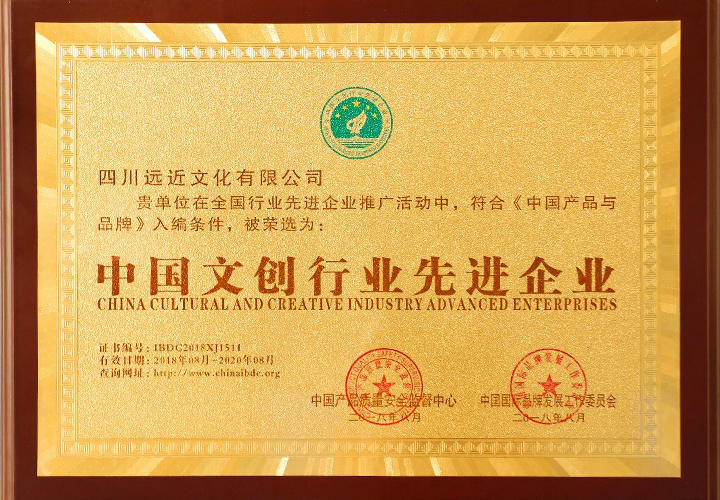 四川远近文化有限公司
贵单位在全国行业先进企业推广活动中，符合《中国产品与
品牌》入编条件，被荣选为：
中国文创行业先进企业
CHINA CULTURAL AND CREATIVE INDUSTRY ADVANCED ENTERPRISES
证书编号：IBDC2018XJ1511
有效日期：2018年08月-2020年08月
查询网址：http://www.chinaibdc.org
中国产品质量安全监督中心
二〇一八年八月
中国国际品牌发展工作委员会
二〇一八年八月